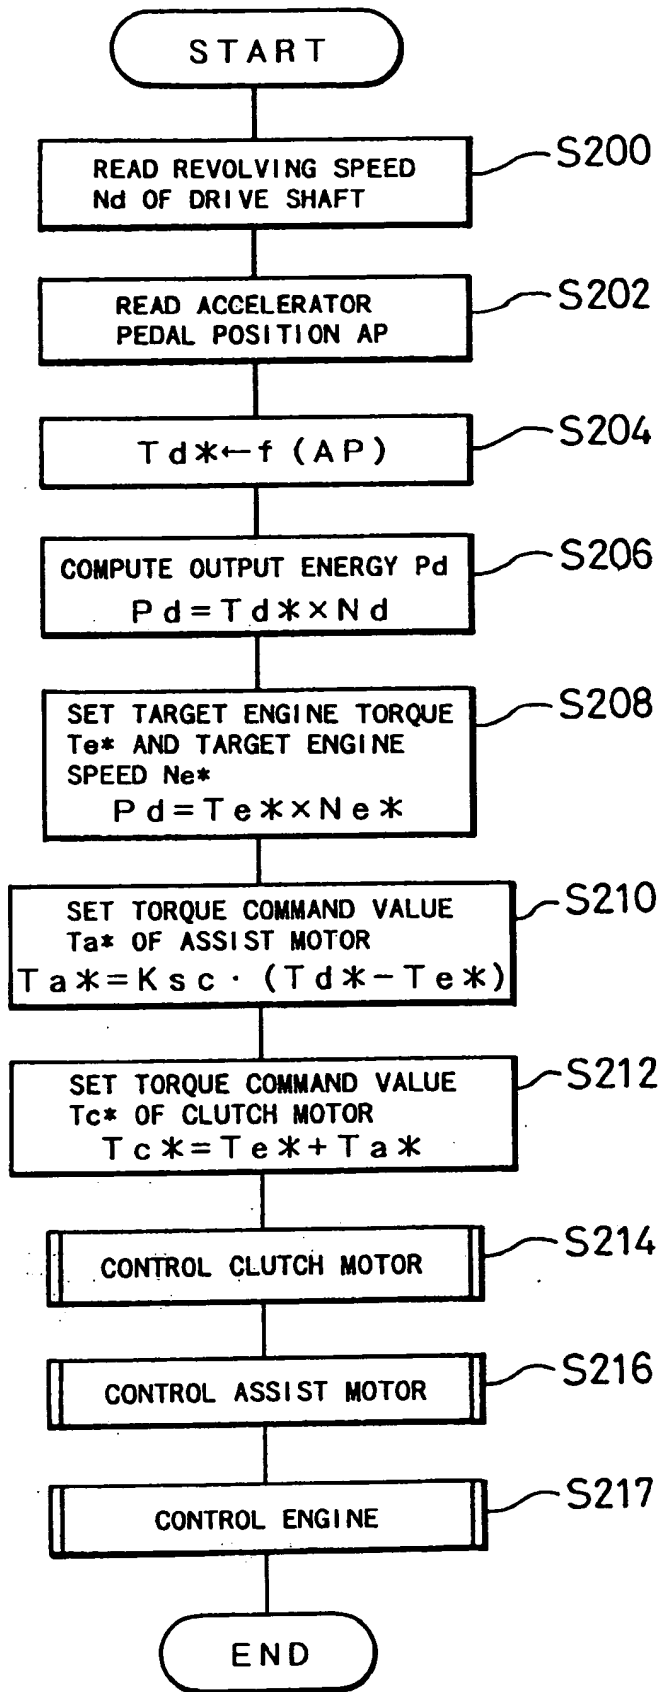 START
READ REVOLVING SPEED
Nd OF DRIVE SHAFT
S200
READ ACCELERATOR
PEDAL POSITION AP
S202
Td*←f(AP)
S204
COMPUTE OUTPUT ENERGY Pd
Pd=Td*×Nd
S206
SET TARGET ENGINE TORQUE
Te* AND TARGET ENGINE
SPEED Ne*
Pd=Te*×Ne*
S208
SET TORQUE COMMAND VALUE
Ta* OF ASSIST MOTOR
Ta*=Ksc·(Td*-Te*)
S210
SET TORQUE COMMAND VALUE
Tc* OF CLUTCH MOTOR
Tc*=Te*+Ta*
S212
CONTROL CLUTCH MOTOR
S214
CONTROL ASSIST MOTOR
S216
CONTROL ENGINE
S217
END